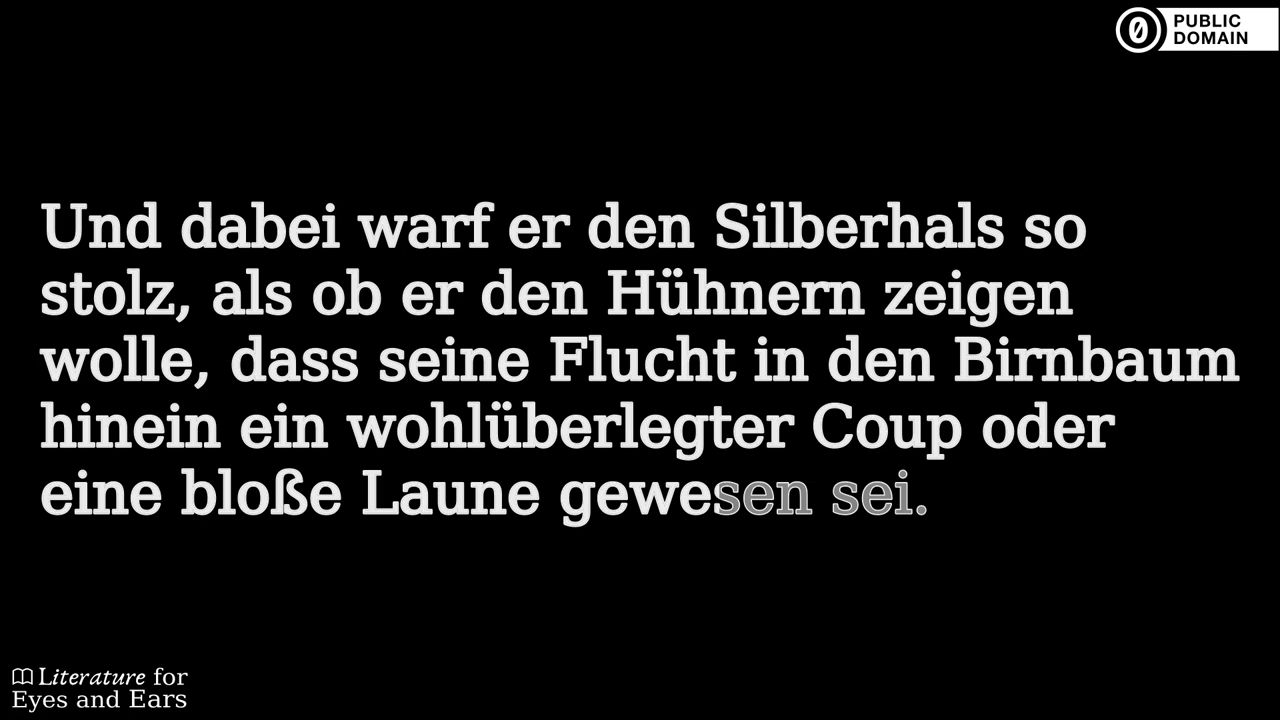 PUBLIC
DOMAIN
Und dabei warf er den Silberhals so
stolz, als ob er den Hühnern zeigen
wolle, dass seine Flucht in den Birnbaum
hinein ein wohlüberlegter Coup oder
eine bloße Laune gewesen sei.
Literature for
Eyes and Ears